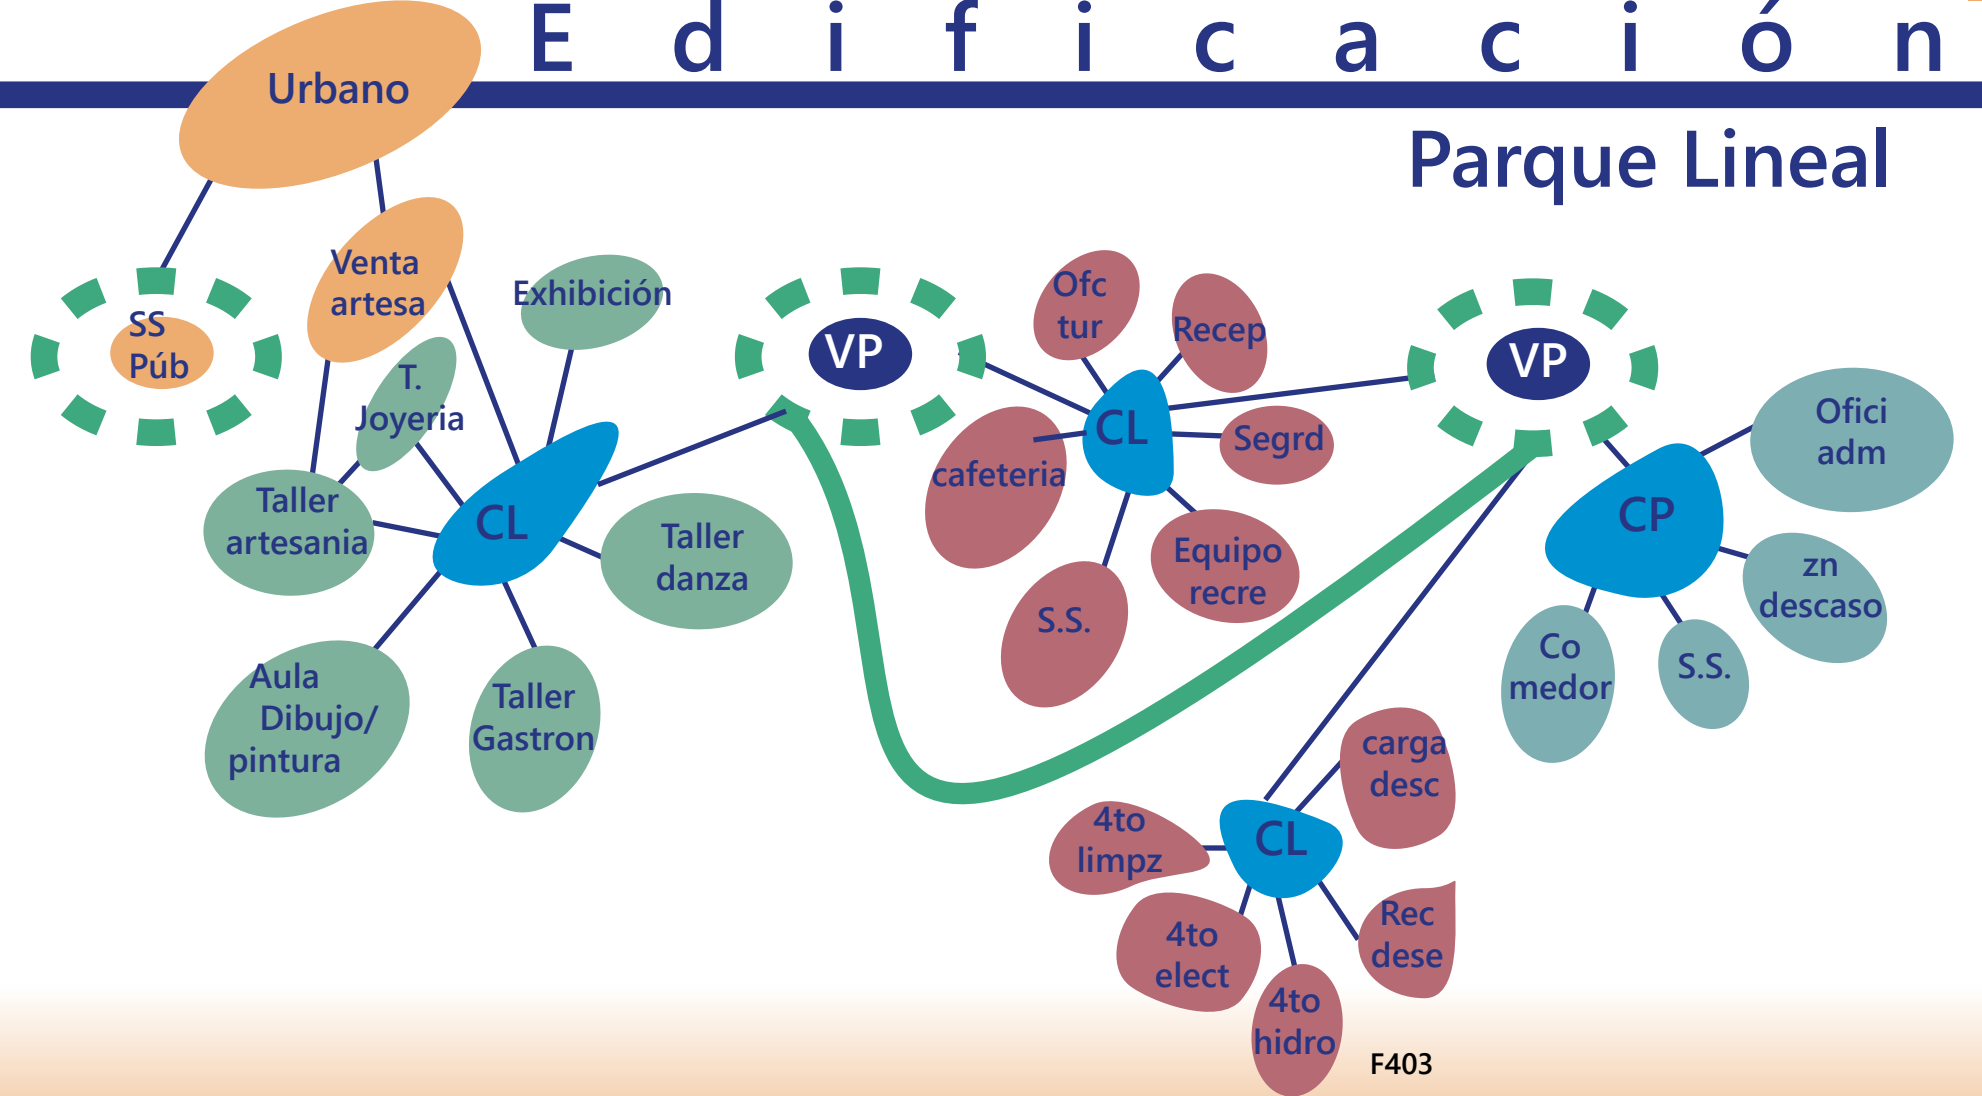 E d i f i c a c i ó n
Urbano
Parque Lineal
Venta
artesa
SS
Púb
Exhibición
T.
Joyeria
Taller
artesania
CL
Taller
danza
Aula
Dibujo/
pintura
Taller
Gastron
VP
Ofc
tur
Recep
CL
Segrd
cafeteria
Equipo
recre
S.S.
VP
Ofici
adm
CP
zn
descaso
Co
medor
S.S.
carga
desc
CL
4to
limpz
4to
elect
Rec
dese
4to
hidro
F403